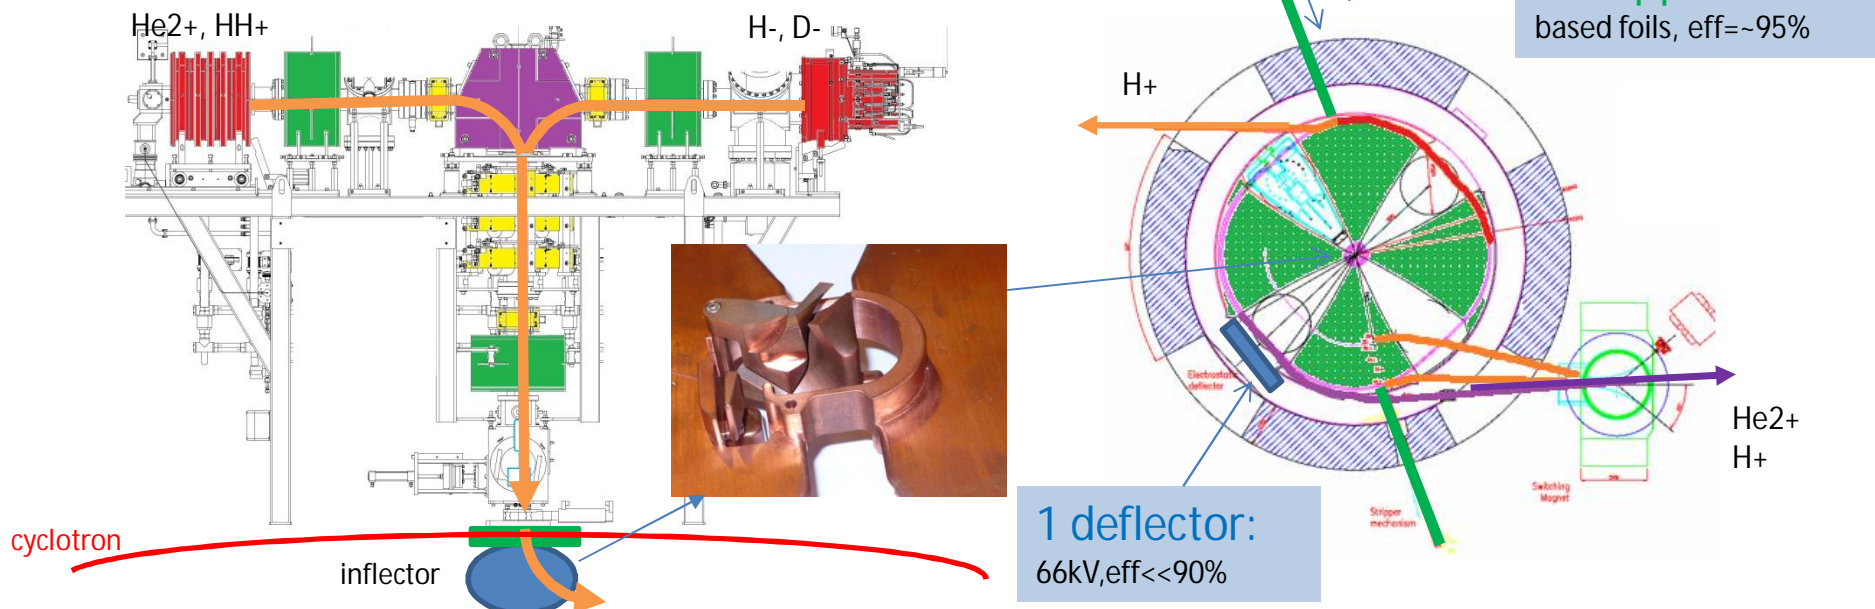 He2+, HH+
H-, D-
based foils, eff=~95%
H+
Electrostatic
deflecter
He2+
H+
Switching
Magnet
Stripper
mechanism
1 deflector:
66kV,eff<<90%
cyclotron
inflector